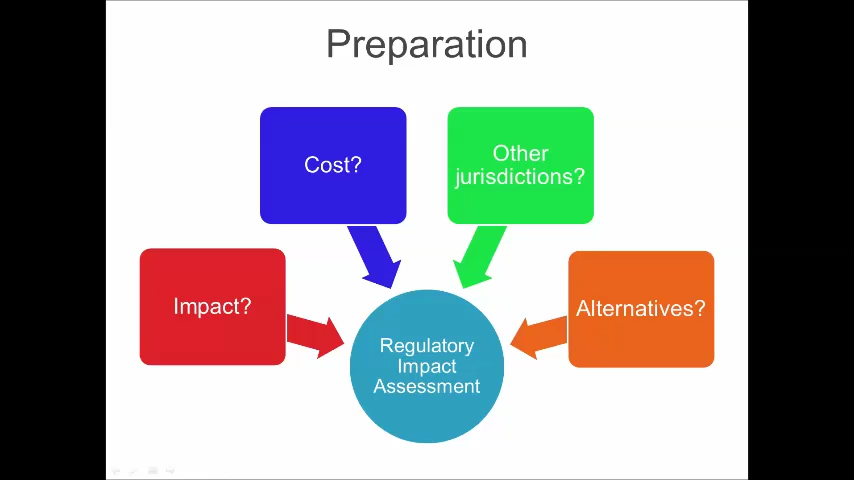 Preparation
Cost?
Other
jurisdictions?
Impact?
Alternatives?
Regulatory
Impact
Assessment